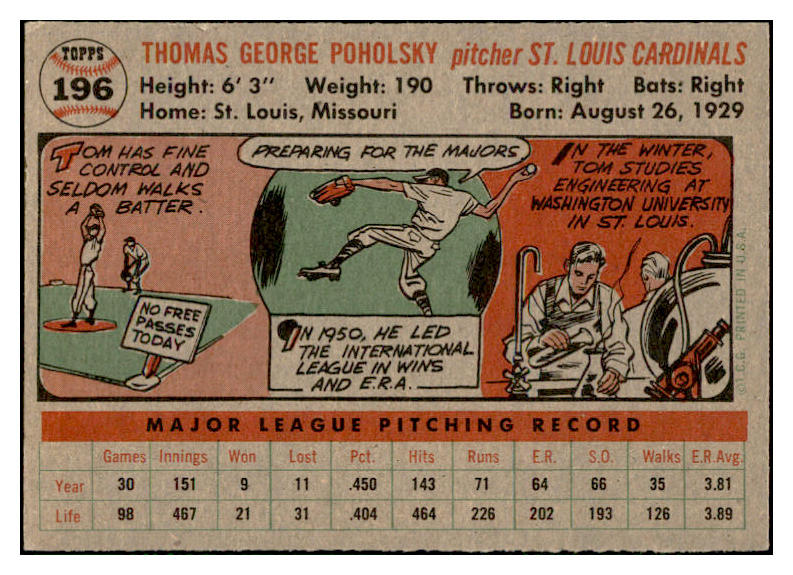 TOPPS
196
THOMAS GEORGE POHOLSKY pitcher ST. LOUIS CARDINALS
Height: 6' 3" Weight: 190 Throws: Right Bats: Right
Home: St. Louis, Missouri Born: August 26, 1929
TOM HAS FINE
CONTROL AND
SELDOM WALKS
A BATTER.
NO FREE
PASSES
TODAY
PREPARING FOR THE MAJORS
IN 1950, HE LED
THE INTERNATIONAL
LEAGUE IN WINS
AND E.R.A.
IN THE WINTER,
TOM STUDIES
ENGINEERING AT
WASHINGTON UNIVERSITY
IN ST. LOUIS.
© T.C.G. PRINTED IN U.S.A.
MAJOR LEAGUE PITCHING RECORD
Games Innings Won Lost Pct. Hits Runs E.R. S.O. Walks E.R.Avg.
Year 30 151 9 11 .450 143 71 64 66 35 3.81
Life 98 467 21 31 .404 464 226 202 193 126 3.89